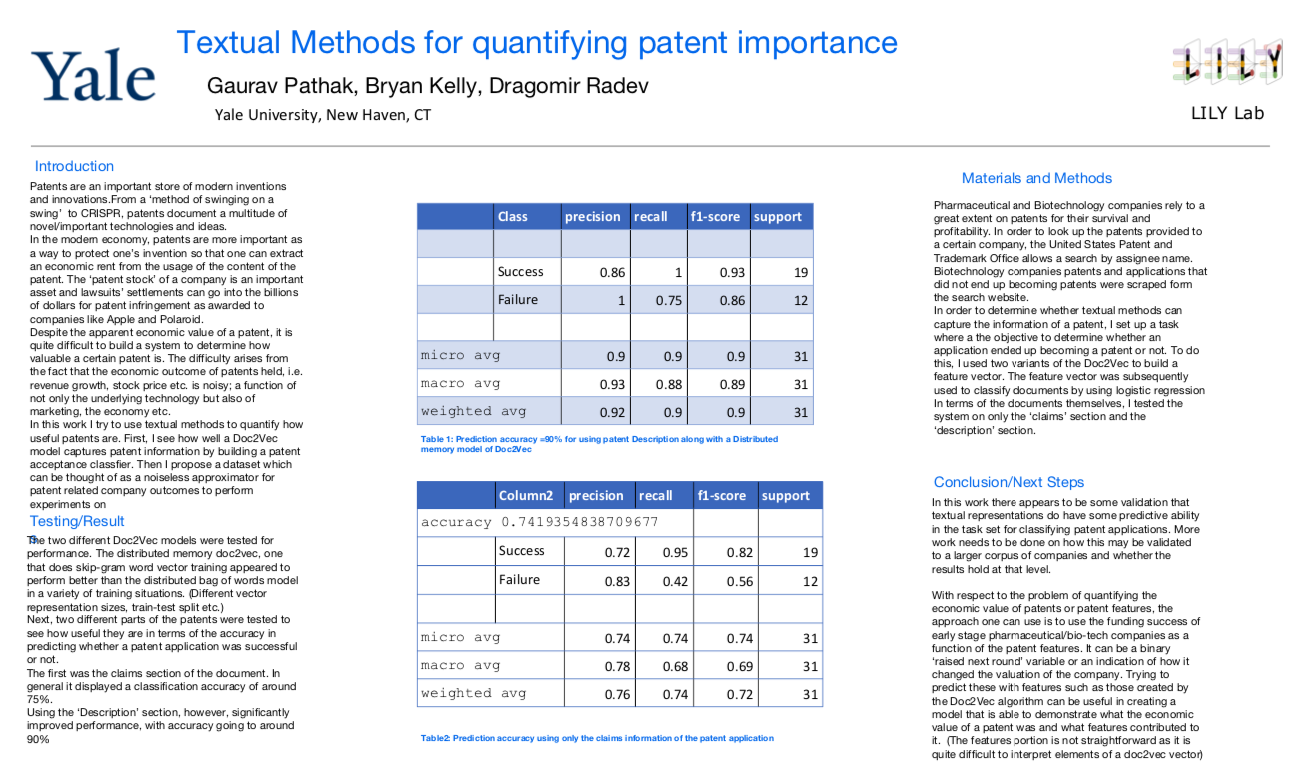 Yale
Textual Methods for quantifying patent importance
Gaurav Pathak, Bryan Kelly, Dragomir Radev
Yale University, New Haven, CT
LILY
LILY Lab
Introduction
Patents are an important store of modern inventions
and innovations.From a ‘method of swinging on a
swing’ to CRISPR, patents document a multitude of
novel/important technologies and ideas.
In the modern economy, patents are more important as
a way to protect one’s invention so that one can extract
an economic rent from the usage of the content of the
patent. The ‘patent stock’ of a company is an important
asset and lawsuits’ settlements can go into the billions
of dollars for patent infringement as awarded to
companies like Apple and Polaroid.
Despite the apparent economic value of a patent, it is
quite difficult to build a system to determine how
valuable a certain patent is. The difficulty arises from
the fact that the economic outcome of patents held, i.e.
revenue growth, stock price etc. is noisy; a function of
not only the underlying technology but also of
marketing, the economy etc.
In this work I try to use textual methods to quantify how
useful patents are. First, I see how well a Doc2Vec
model captures patent information by building a patent
acceptance classfier. Then I propose a dataset which
can be thought of as a noiseless approximator for
patent related company outcomes to perform
experiments on
Testing/Result
s
The two different Doc2Vec models were tested for
performance. The distributed memory doc2vec, one
that does skip-gram word vector training appeared to
perform better than the distributed bag of words model
in a variety of training situations. (Different vector
representation sizes, train-test split etc.)
Next, two different parts of the patents were tested to
see how useful they are in terms of the accuracy in
predicting whether a patent application was successful
or not.
The first was the claims section of the document. In
general it displayed a classification accuracy of around
75%.
Using the ‘Description’ section, however, significantly
improved performance, with accuracy going to around
90%
Class precision recall f1-score support
Success 0.86 1 0.93 19
Failure 1 0.75 0.86 12
micro avg 0.9 0.9 0.9 31
macro avg 0.93 0.88 0.89 31
weighted avg 0.92 0.9 0.9 31
Table 1: Prediction accuracy =90% for using patent Description along with a Distributed
memory model of Doc2Vec
Column2 precision recall f1-score support
accuracy 0.7419354838709677
Success 0.72 0.95 0.82 19
Failure 0.83 0.42 0.56 12
micro avg 0.74 0.74 0.74 31
macro avg 0.78 0.68 0.69 31
weighted avg 0.76 0.74 0.72 31
Table2: Prediction accuracy using only the claims information of the patent application
Materials and Methods
Pharmaceutical and Biotechnology companies rely to a
great extent on patents for their survival and
profitability. In order to look up the patents provided to
a certain company, the United States Patent and
Trademark Office allows a search by assignee name.
Biotechnology companies patents and applications that
did not end up becoming patents were scraped form
the search website.
In order to determine whether textual methods can
capture the information of a patent, I set up a task
where a the objective to determine whether an
application ended up becoming a patent or not. To do
this, I used two variants of the Doc2Vec to build a
feature vector. The feature vector was subsequently
used to classify documents by using logistic regression
In terms of the documents themselves, I tested the
system on only the ‘claims’ section and the
‘description’ section.
Conclusion/Next Steps
In this work there appears to be some validation that
textual representations do have some predictive ability
in the task set for classifying patent applications. More
work needs to be done on how this may be validated
to a larger corpus of companies and whether the
results hold at that level.
With respect to the problem of quantifying the
economic value of patents or patent features, the
approach one can use is to use the funding success of
early stage pharmaceutical/bio-tech companies as a
function of the patent features. It can be a binary
‘raised next round’ variable or an indication of how it
changed the valuation of the company. Trying to
predict these with features such as those created by
the Doc2Vec algorithm can be useful in creating a
model that is able to demonstrate what the economic
value of a patent was and what features contributed to
it. (The features portion is not straightforward as it is
quite difficult to interpret elements of a doc2vec vector)